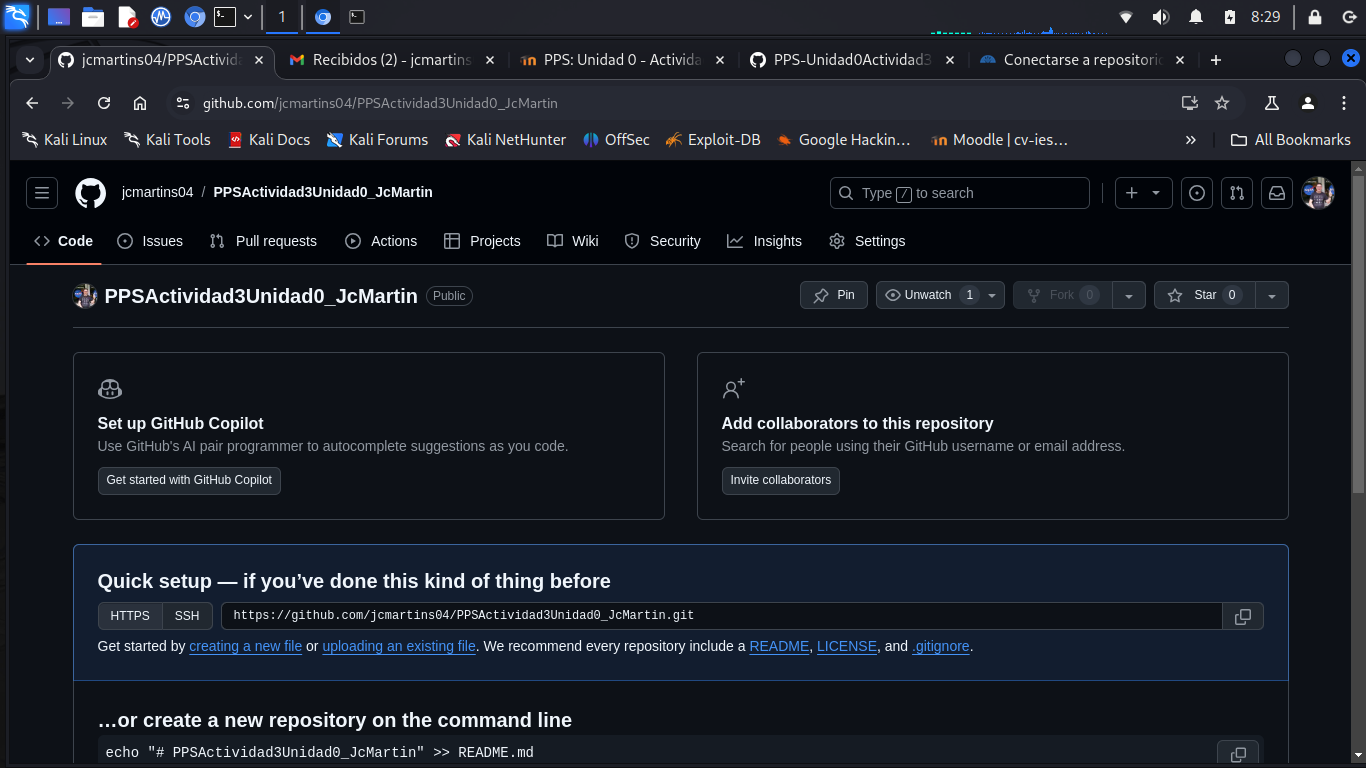 1
8:29
jcmartins04/PPSActivida
Recibidos (2) - jcmartins
PPS: Unidad 0 - Activida
PPS-Unidad0Actividad3
Conectarse a repositorio
github.com/jcmartins04/PPSActividad3Unidad0_JcMartin
Kali Linux
Kali Tools
Kali Docs
Kali Forums
Kali NetHunter
OffSec
Exploit-DB
Google Hackin…
Moodle | cv-ies…
» All Bookmarks
jcmartins04 / PPSActividad3Unidad0_JcMartin
Type / to search
Code
Issues
Pull requests
Actions
Projects
Wiki
Security
Insights
Settings
PPSActividad3Unidad0_JcMartin Public
Pin
Unwatch 1
Fork 0
Star 0
Set up GitHub Copilot
Use GitHub's AI pair programmer to autocomplete suggestions as you code.
Get started with GitHub Copilot
Add collaborators to this repository
Search for people using their GitHub username or email address.
Invite collaborators
Quick setup — if you’ve done this kind of thing before
HTTPS SSH https://github.com/jcmartins04/PPSActividad3Unidad0_JcMartin.git
Get started by creating a new file or uploading an existing file. We recommend every repository include a README, LICENSE, and .gitignore.
…or create a new repository on the command line
echo "# PPSActividad3Unidad0_JcMartin" >> README.md